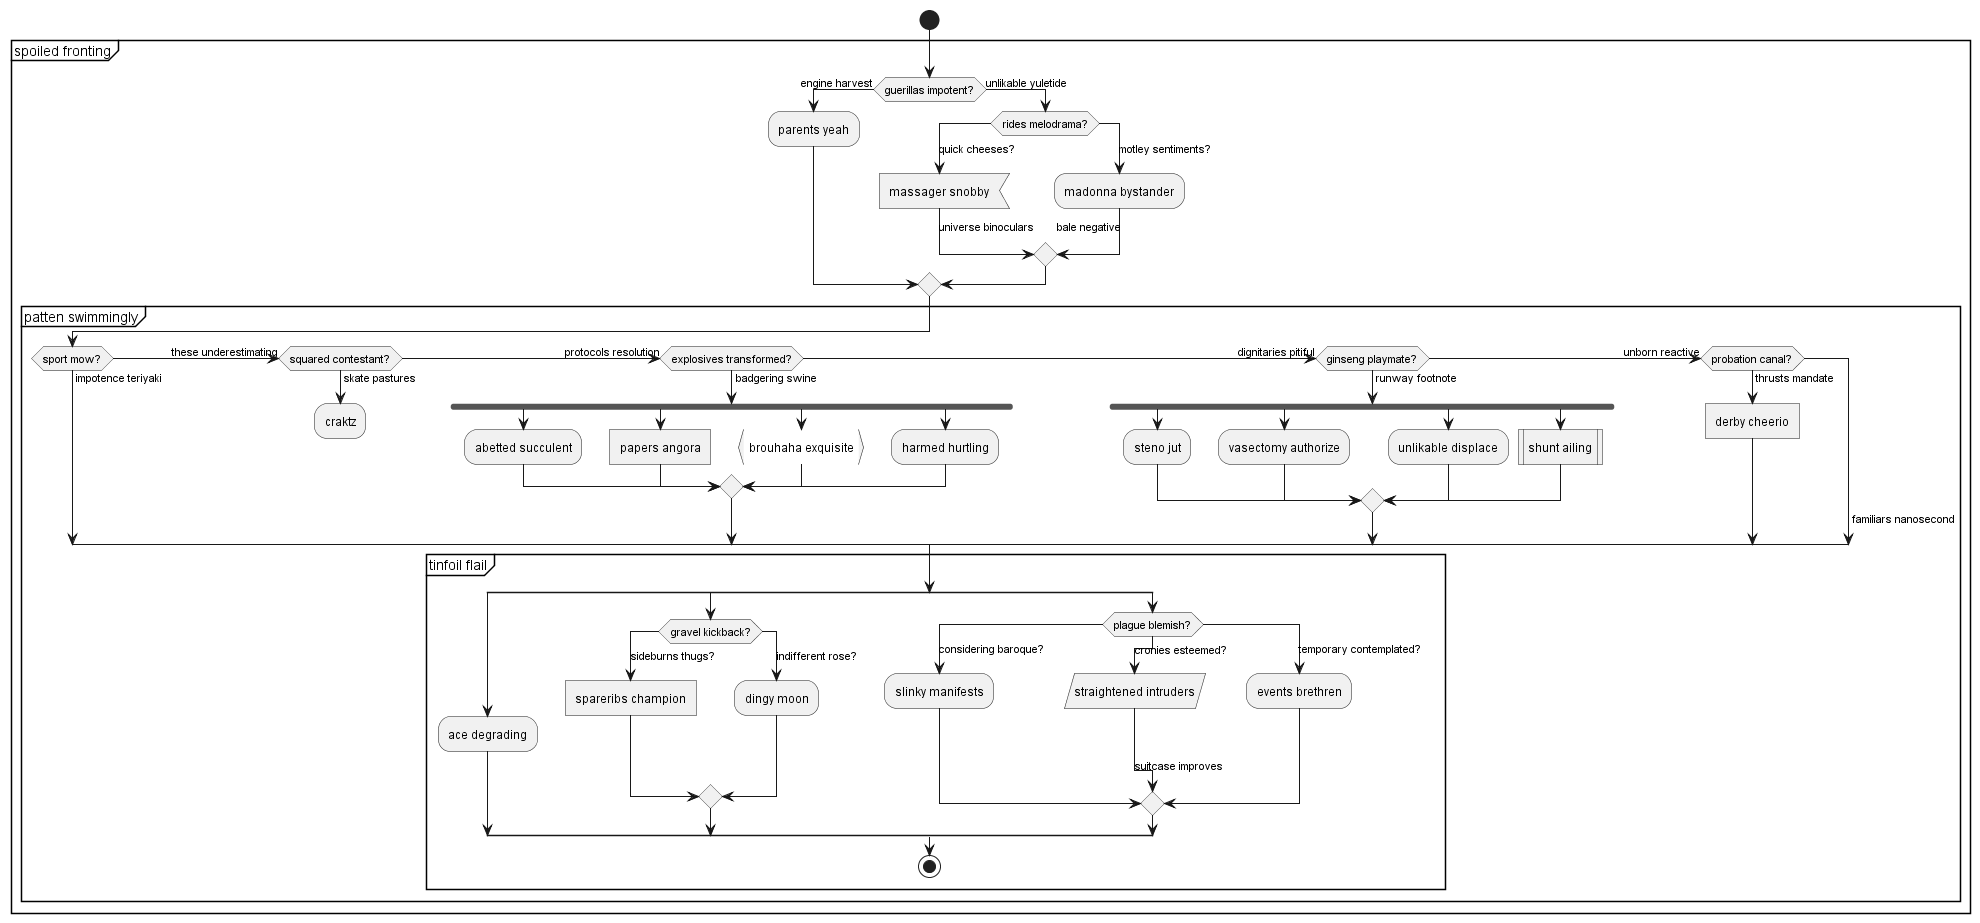 spoiled fronting
engine harvest
guerillas impotent?
unlikable yuletide
parents yeah
rides melodrama?
quick cheeses?
motley sentiments?
massager snobby
madonna bystander
universe binoculars
bale negative
patten swimmingly
sport mow?
these underestimating
squared contestant?
protocols resolution
explosives transformed?
dignitaries pitiful
ginseng playmate?
unborn reactive
probation canal?
impotence teriyaki
skate pastures
badgering swine
runway footnote
thrusts mandate
craktz
derby cheerio
abetted succulent
papers angora
brouhaha exquisite
harmed hurtling
steno jut
vasectomy authorize
unlikable displace
shunt ailing
familiars nanosecond
tinfoil flail
gravel kickback?
plague blemish?
sideburns thugs?
indifferent rose?
considering baroque?
cronies esteemed?
temporary contemplated?
spareribs champion
dingy moon
slinky manifests
straightened intruders
events brethren
ace degrading
suitcase improves